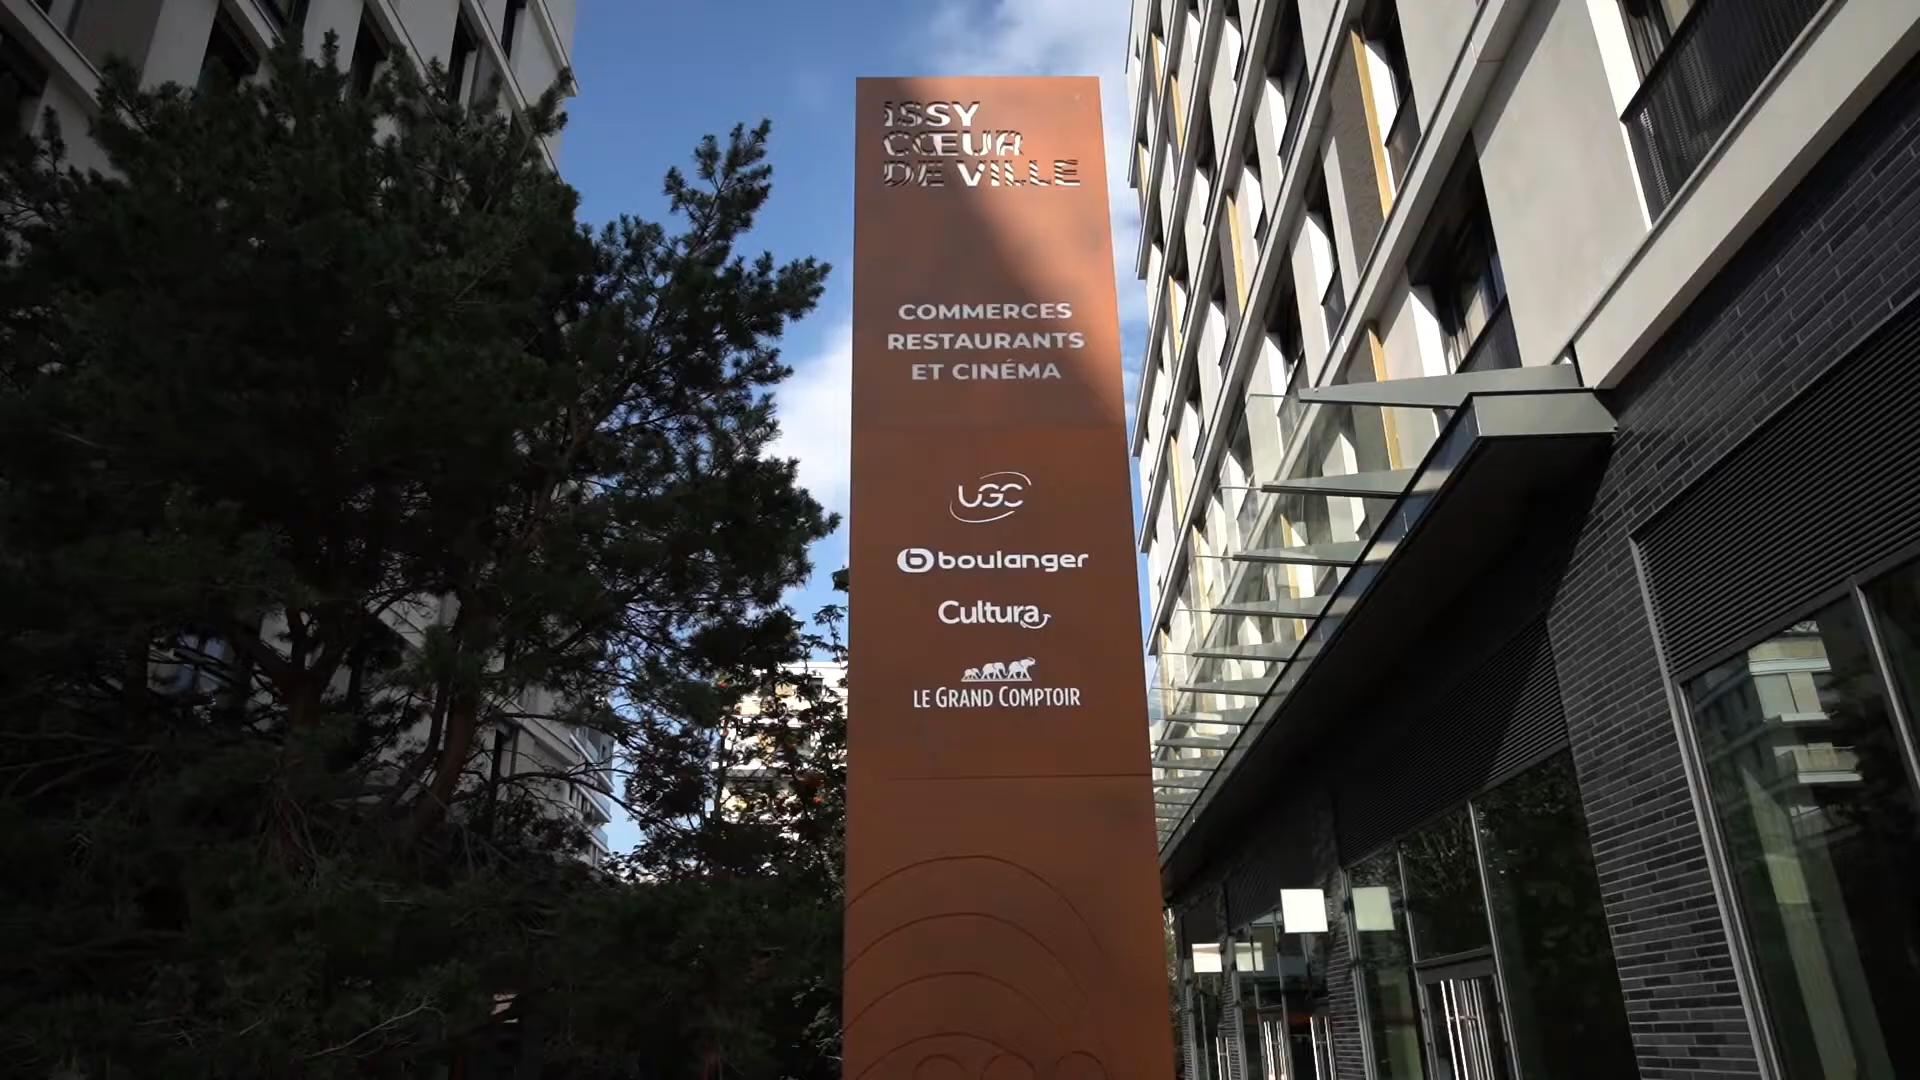 ISSY
CŒUR
DE VILLE
COMMERCES
RESTAURANTS
ET CINÉMA
UGC
boulanger
Cultura
LE GRAND COMPTOIR